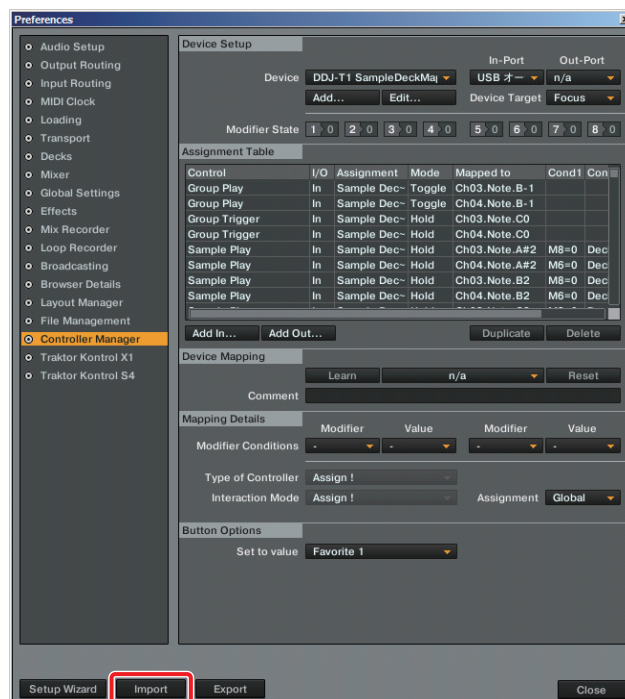 Preferences
Audio Setup
Output Routing
Input Routing
MIDI Clock
Loading
Transport
Decks
Mixer
Global Settings
Effects
Mix Recorder
Loop Recorder
Broadcasting
Browser Details
Layout Manager
File Management
Controller Manager
Traktor Kontrol X1
Traktor Kontrol S4
Device Setup
In-Port Out-Port
Device DDJ-T1 SampleDeckMa USB オー n/a
Add... Edit... Device Target Focus
Modifier State 1 0 2 0 3 0 4 0 5 0 6 0 7 0 8 0
Assignment Table
Control I/O Assignment Mode Mapped to Cond1 Con
Group Play In Sample Dec~ Toggle Ch03.Note.B-1
Group Play In Sample Dec~ Toggle Ch04.Note.B-1
Group Trigger In Sample Dec~ Hold Ch03.Note.C0
Group Trigger In Sample Dec~ Hold Ch04.Note.C0
Sample Play In Sample Dec~ Hold Ch03.Note.A#2 M8=0 Dec
Sample Play In Sample Dec~ Hold Ch04.Note.A#2 M6=0 Dec
Sample Play In Sample Dec~ Hold Ch03.Note.B2 M8=0 Dec
Sample Play In Sample Dec~ Hold Ch04.Note.B2 M6=0 Dec
Add In... Add Out... Duplicate Delete
Device Mapping
Learn n/a Reset
Comment
Mapping Details
Modifier Value Modifier Value
Modifier Conditions - - - -
Type of Controller Assign !
Interaction Mode Assign ! Assignment Global
Button Options
Set to value Favorite 1
Setup Wizard Import Export Close